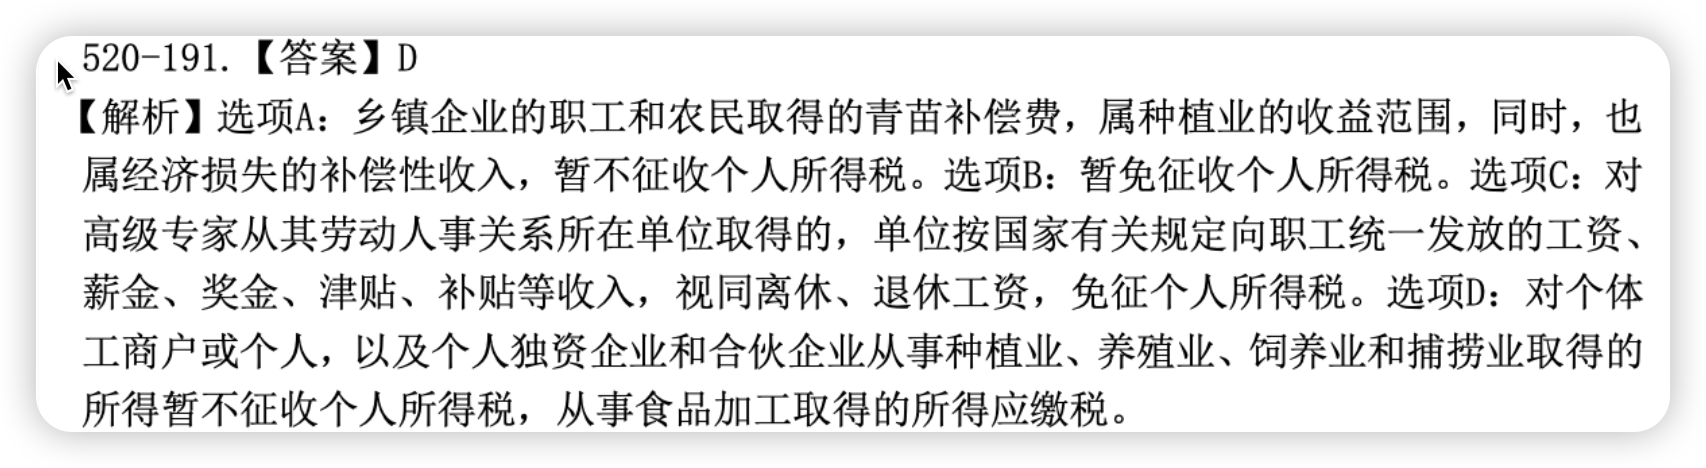 520-191.【答案】D
【解析】选项A：乡镇企业的职工和农民取得的青苗补偿费，属种植业的收益范围，同时，也
属经济损失的补偿性收入，暂不征收个人所得税。选项B：暂免征收个人所得税。选项C：对
高级专家从其劳动人事关系所在单位取得的，单位按国家有关规定向职工统一发放的工资、
薪金、奖金、津贴、补贴等收入，视同离休、退休工资，免征个人所得税。选项D：对个体
工商户或个人，以及个人独资企业和合伙企业从事种植业、养殖业、饲养业和捕捞业取得的
所得暂不征收个人所得税，从事食品加工取得的所得应缴税。